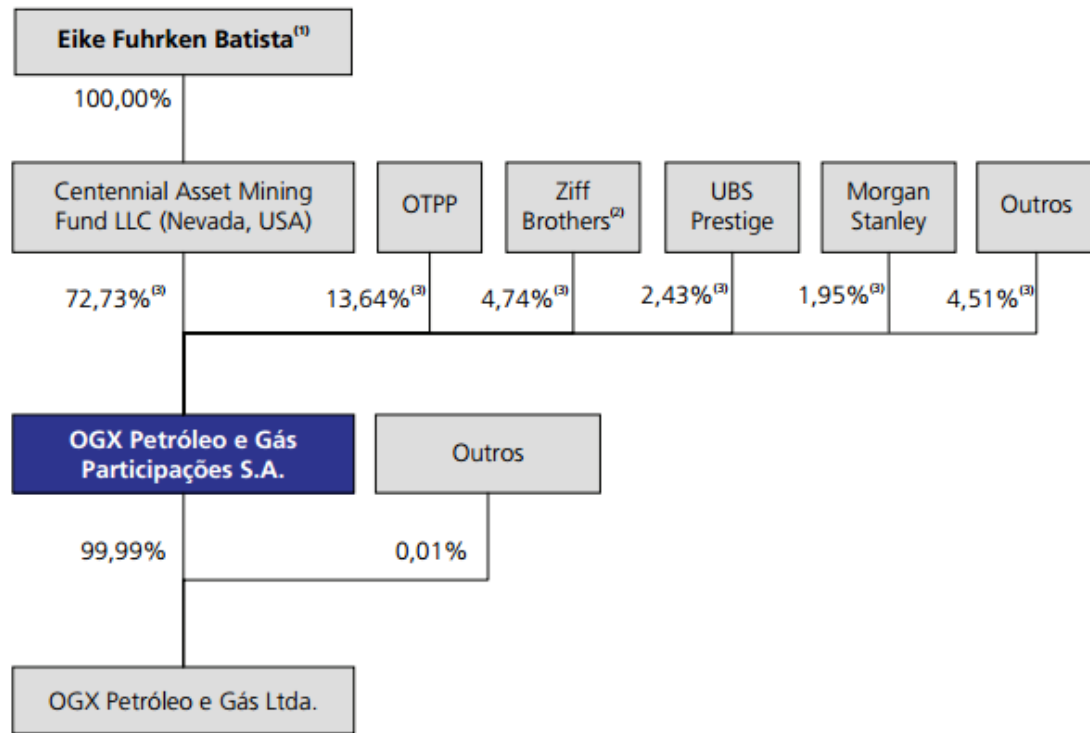 Eike Fuhrken Batista(1)
100,00%
Centennial Asset Mining
Fund LLC (Nevada, USA)
OTPP
Ziff
Brothers(2)
UBS
Prestige
Morgan
Stanley
Outros
72,73%(3)
13,64%(3)
4,74%(3)
2,43%(3)
1,95%(3)
4,51%(3)
OGX Petróleo e Gás
Participações S.A.
Outros
99,99%
0,01%
OGX Petróleo e Gás Ltda.